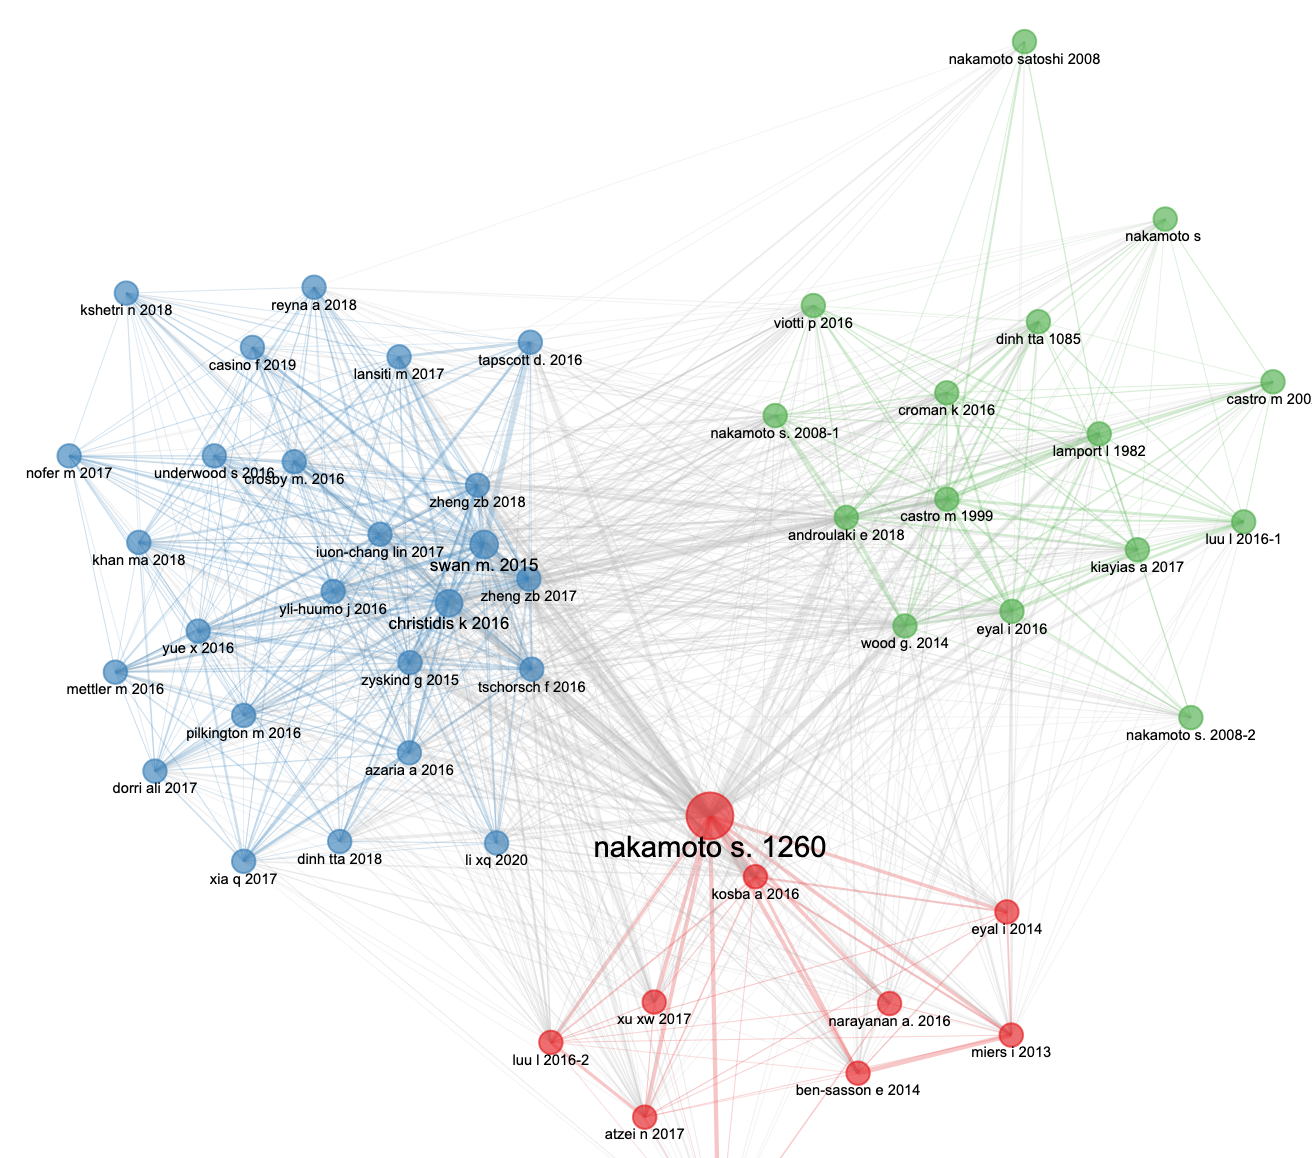 nakamoto satoshi 2008
nakamoto s
kshetri n 2018
reyna a 2018
viotti p 2016
dinh tta 1085
casino f 2019
lansiti m 2017
tapscott d. 2016
castro m 200
croman k 2016
nakamoto s. 2008-1
lamport l 1982
nofer m 2017
underwood s 2016
crosby m. 2016
zheng zb 2018
castro m 1999
androulaki e 2018
luu l 2016-1
khan ma 2018
iuon-chang lin 2017
swan m. 2015
kiayias a 2017
zheng zb 2017
yli-huumo j 2016
christidis k 2016
eyal i 2016
wood g. 2014
yue x 2016
zyskind g 2015
tschorsch f 2016
mettler m 2016
pilkington m 2016
nakamoto s. 2008-2
azaria a 2016
dorri ali 2017
nakamoto s. 1260
dinh tta 2018
li xq 2020
xia q 2017
kosba a 2016
eyal i 2014
xu xw 2017
narayanan a. 2016
luu l 2016-2
miers i 2013
ben-sasson e 2014
atzei n 2017